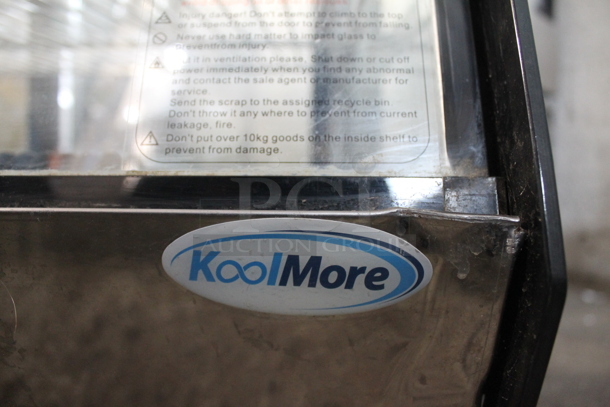 Injury danger! Don't attempt to climb to the top
or suspend from the door to prevent from falling.
Never use hard matter to impact glass to
preventfrom injury.
it in ventilation please. Shut down or cut off
power immediately when you find any abnormal
and contact the sale agent or manufacturer for
service.
Send the scrap to the assigned recycle bin.
Don't throw it any where to prevent from current
leakage, fire.
Don't put over 10kg goods on the inside shelf to
prevent from damage.
PCI
AUCTION GROUP
KoolMore